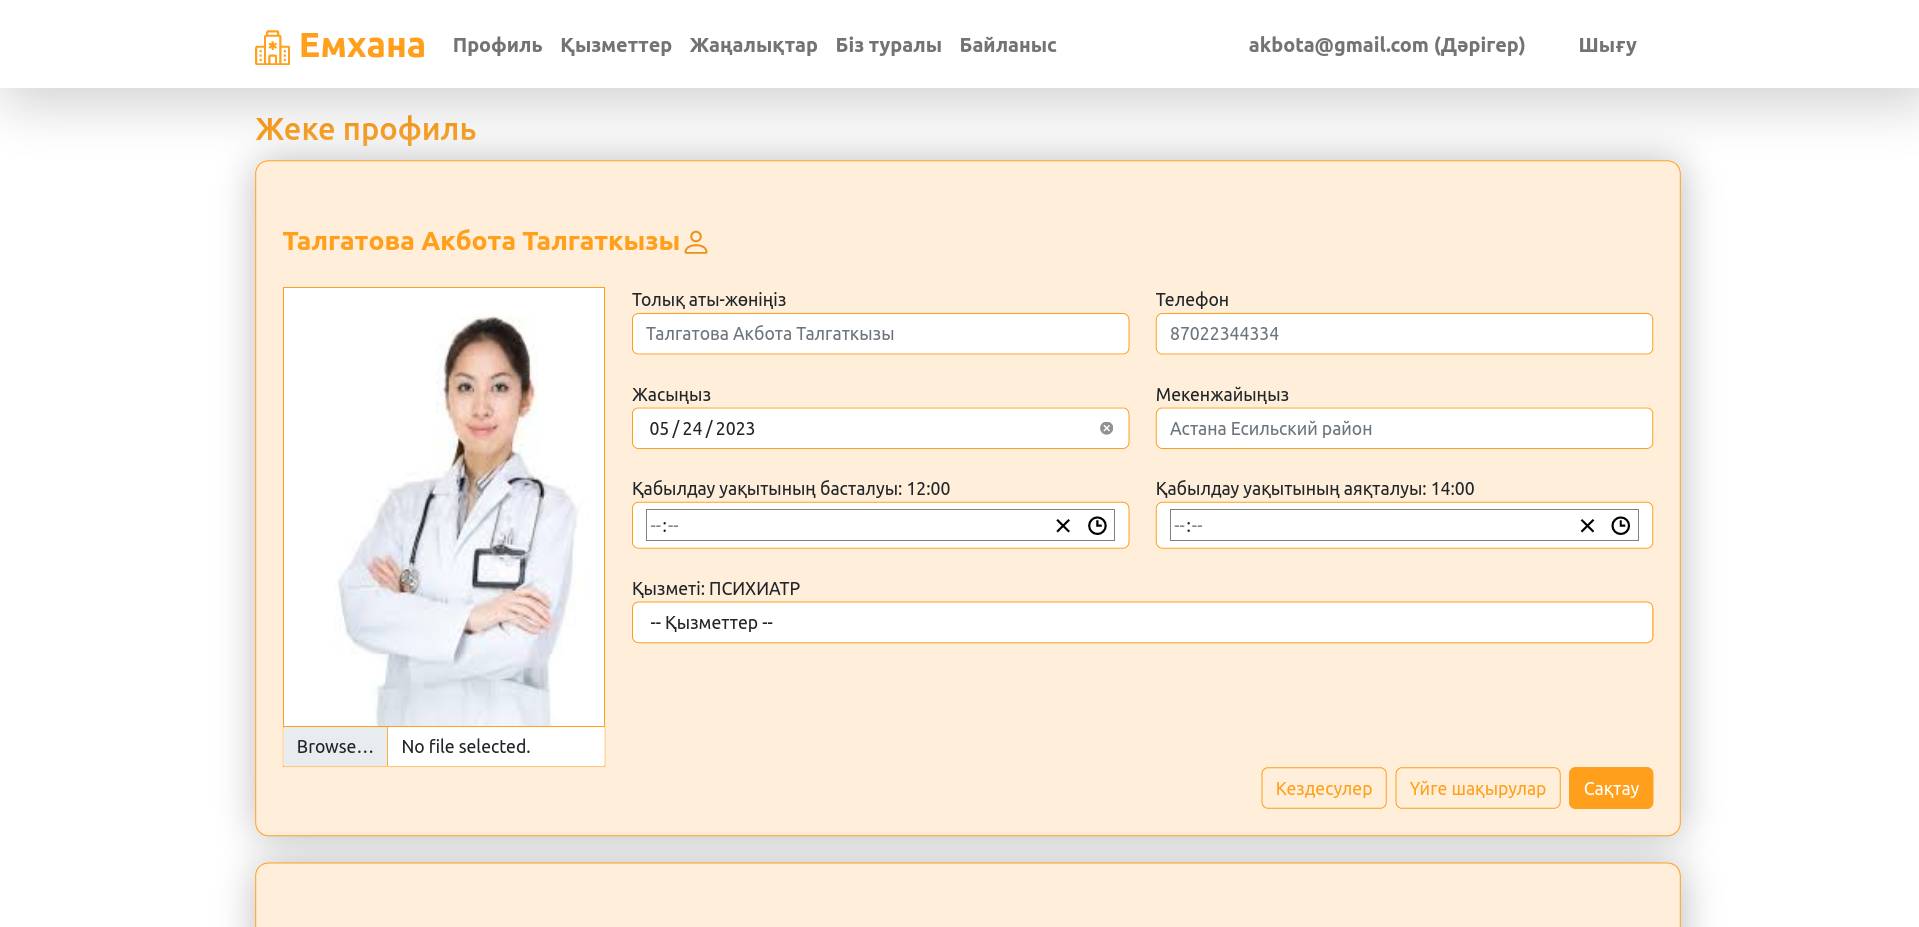 Емхана Профиль Қызметтер Жаңалықтар Біз туралы Байланыс akbota@gmail.com (Дәрігер) Шығу
Жеке профиль
Талгатова Акбота Талгаткызы
Толық аты-жөніңіз Телефон
Талгатова Акбота Талгаткызы 87022344334
Жасыңыз Мекенжайыңыз
05 / 24 / 2023 Астана Есильский район
Қабылдау уақытының басталуы: 12:00 Қабылдау уақытының аяқталуы: 14:00
--:-- --:--
Қызметі: ПСИХИАТР
-- Қызметтер --
Browse… No file selected.
Кездесулер Үйге шақырулар Сақтау